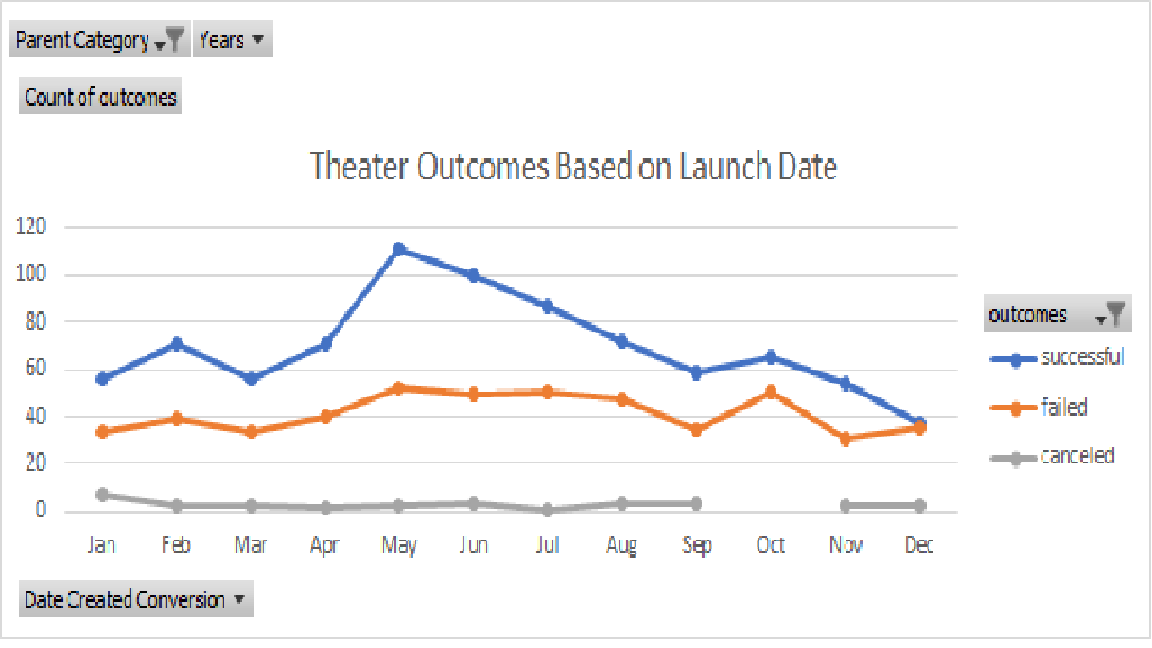 Parent Category Years
Count of outcomes
Theater Outcomes Based on Launch Date
120
100
80
60
40
20
0
Jan Feb Mar Apr May Jun Jul Aug Sep Oct Nov Dec
outcomes
successful
failed
canceled
Date Created Conversion